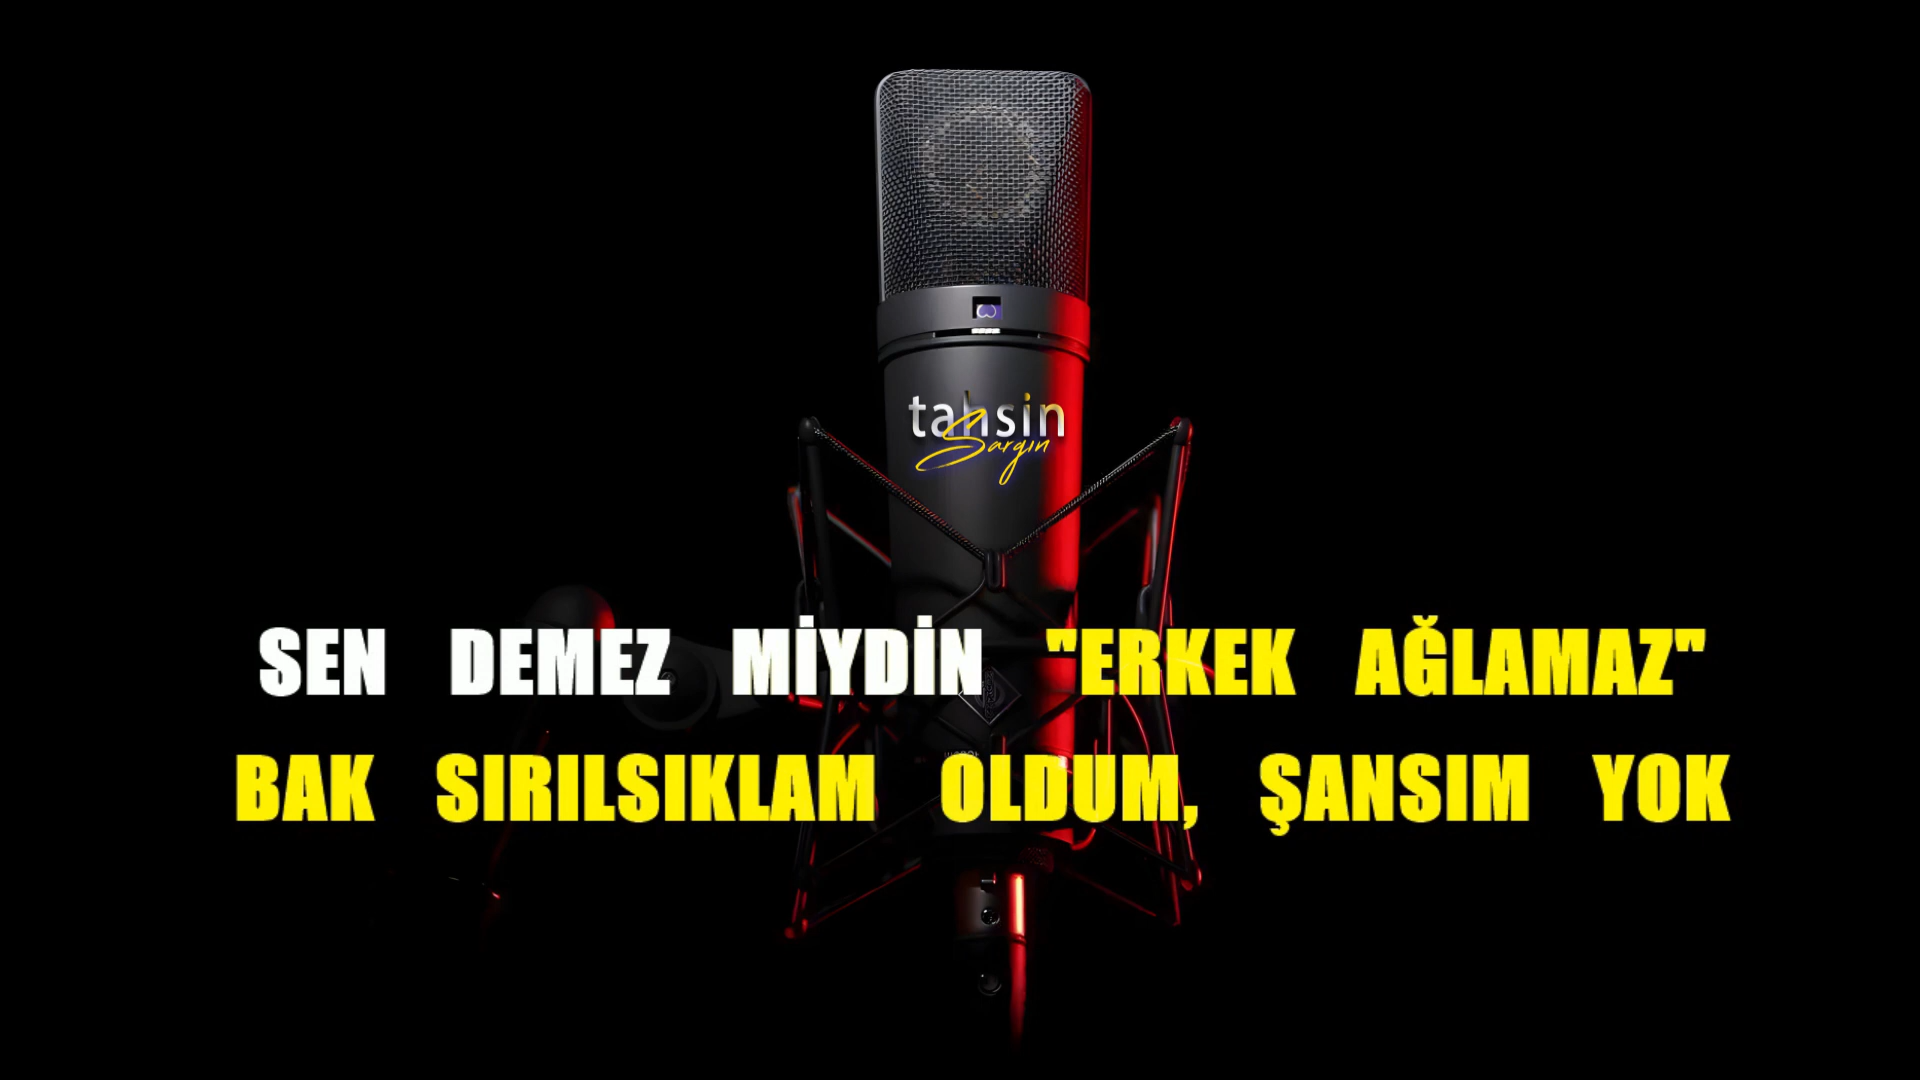 tahsin
Sargın
SEN DEMEZ MİYDİN "ERKEK AĞLAMAZ"
BAK SIRILSIKLAM OLDUM, ŞANSIM YOK